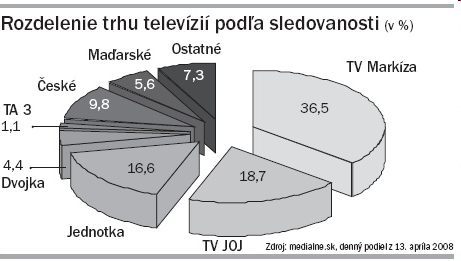 Rozdelenie trhu televízií podľa sledovanosti (v %)
Ostatné
7,3
Maďarské
5,6
České
9,8
TA 3
1,1
4,4
Dvojka
16,6
Jednotka
18,7
TV JOJ
TV Markíza
36,5
Zdroj: medialne.sk, denný podiel z 13. apríla 2008